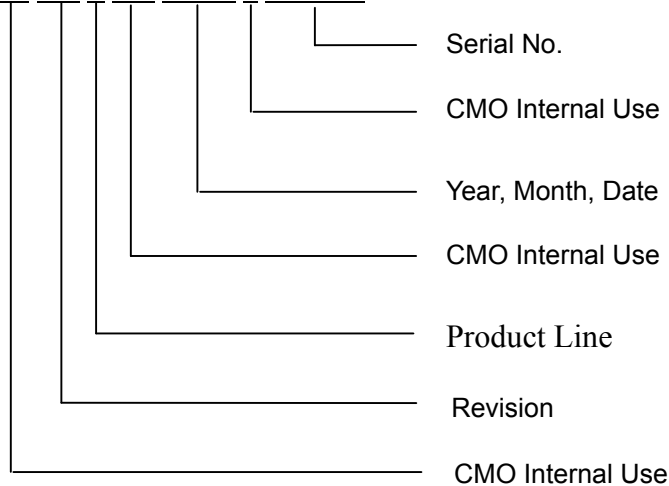 Serial No.
CMO Internal Use
Year, Month, Date
CMO Internal Use
Product Line
Revision
CMO Internal Use